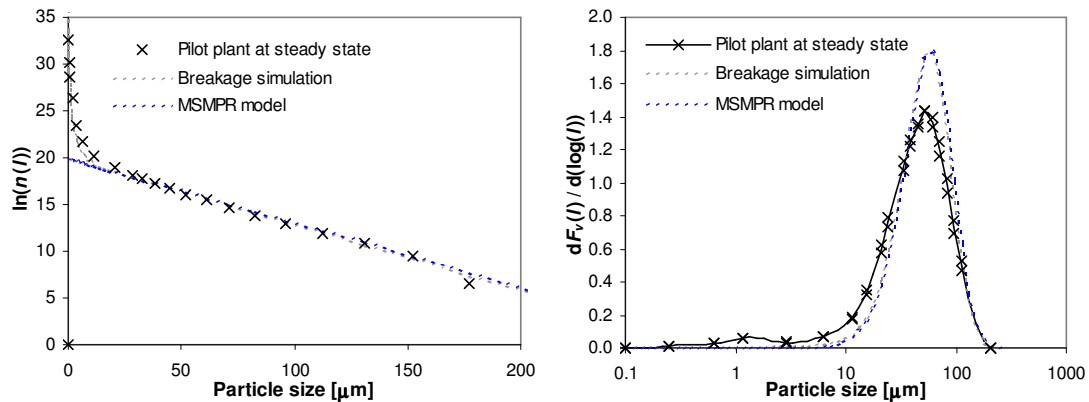 35
30
25
20
15
10
5
0
ln(n(l))
Pilot plant at steady state
Breakage simulation
MSMPR model
0 50 100 150 200
Particle size [μm]
2.0
1.8
1.6
1.4
1.2
1.0
0.8
0.6
0.4
0.2
0.0
dFv(l) / d(log(l))
Pilot plant at steady state
Breakage simulation
MSMPR model
0.1 1 10 100 1000
Particle size [μm]